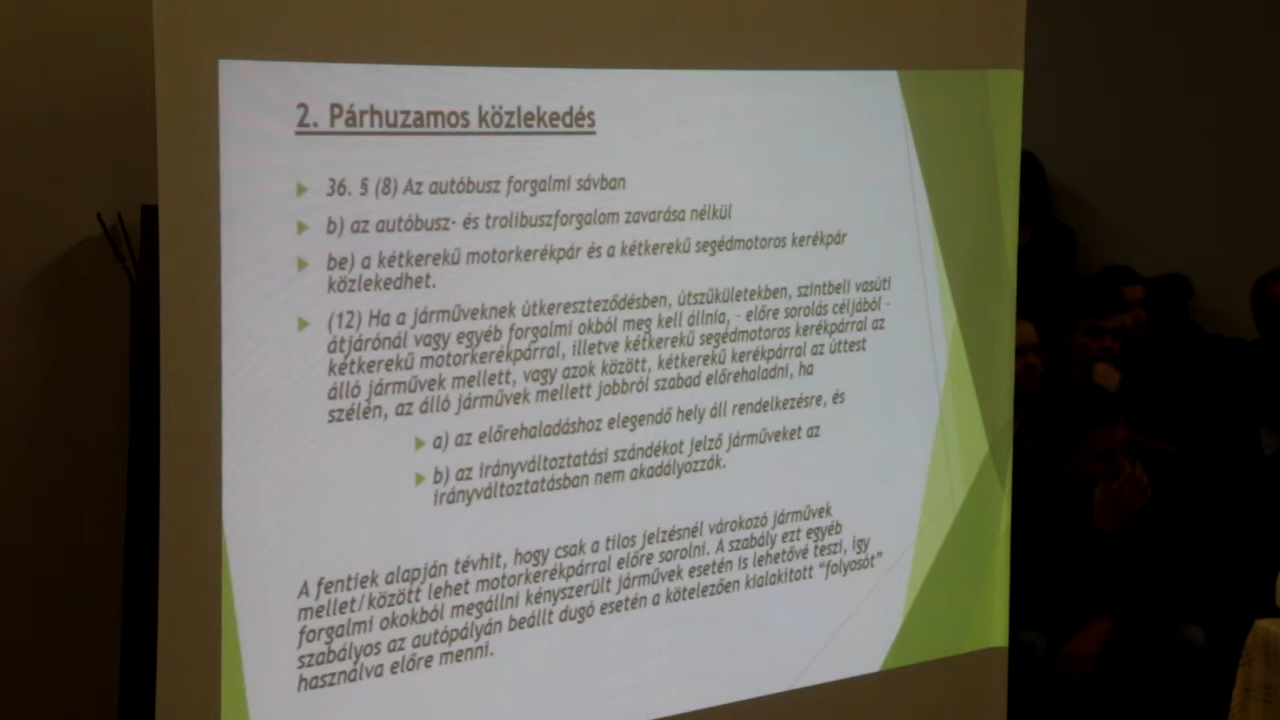 2. Párhuzamos közlekedés
36. § (8) Az autóbusz forgalmi sávban
b) az autóbusz- és trolibuszforgalom zavarása nélkül
be) a kétkerekű motorkerékpár és a kétkerekű segédmotoros kerékpár
közlekedhet.
(12) Ha a járműveknek útkereszteződésben, útszűkületekben, szintbeli vasúti
átjárónál vagy egyéb forgalmi okból meg kell állnia, - előre sorolás céljából -
kétkerekű motorkerékpárral, illetve kétkerekű segédmotoros kerékpárral az
álló járművek mellett, vagy azok között, kétkerekű kerékpárral az úttest
szélén, az álló járművek mellett jobbról szabad előrehaladni, ha
a) az előrehaladáshoz elegendő hely áll rendelkezésre, és
b) az irányváltoztatási szándékot jelző járműveket az
irányváltoztatásban nem akadályozzák.
A fentiek alapján tévhit, hogy csak a tilos jelzésnél várokozó járművek
mellet/között lehet motorkerékpárral előre sorolni. A szabály ezt egyéb
forgalmi okokból megállni kényszerült járművek esetén is lehetővé teszi, így
szabályos az autópályán beállt dugó esetén a kötelezően kialakított "folyosót"
használva előre menni.